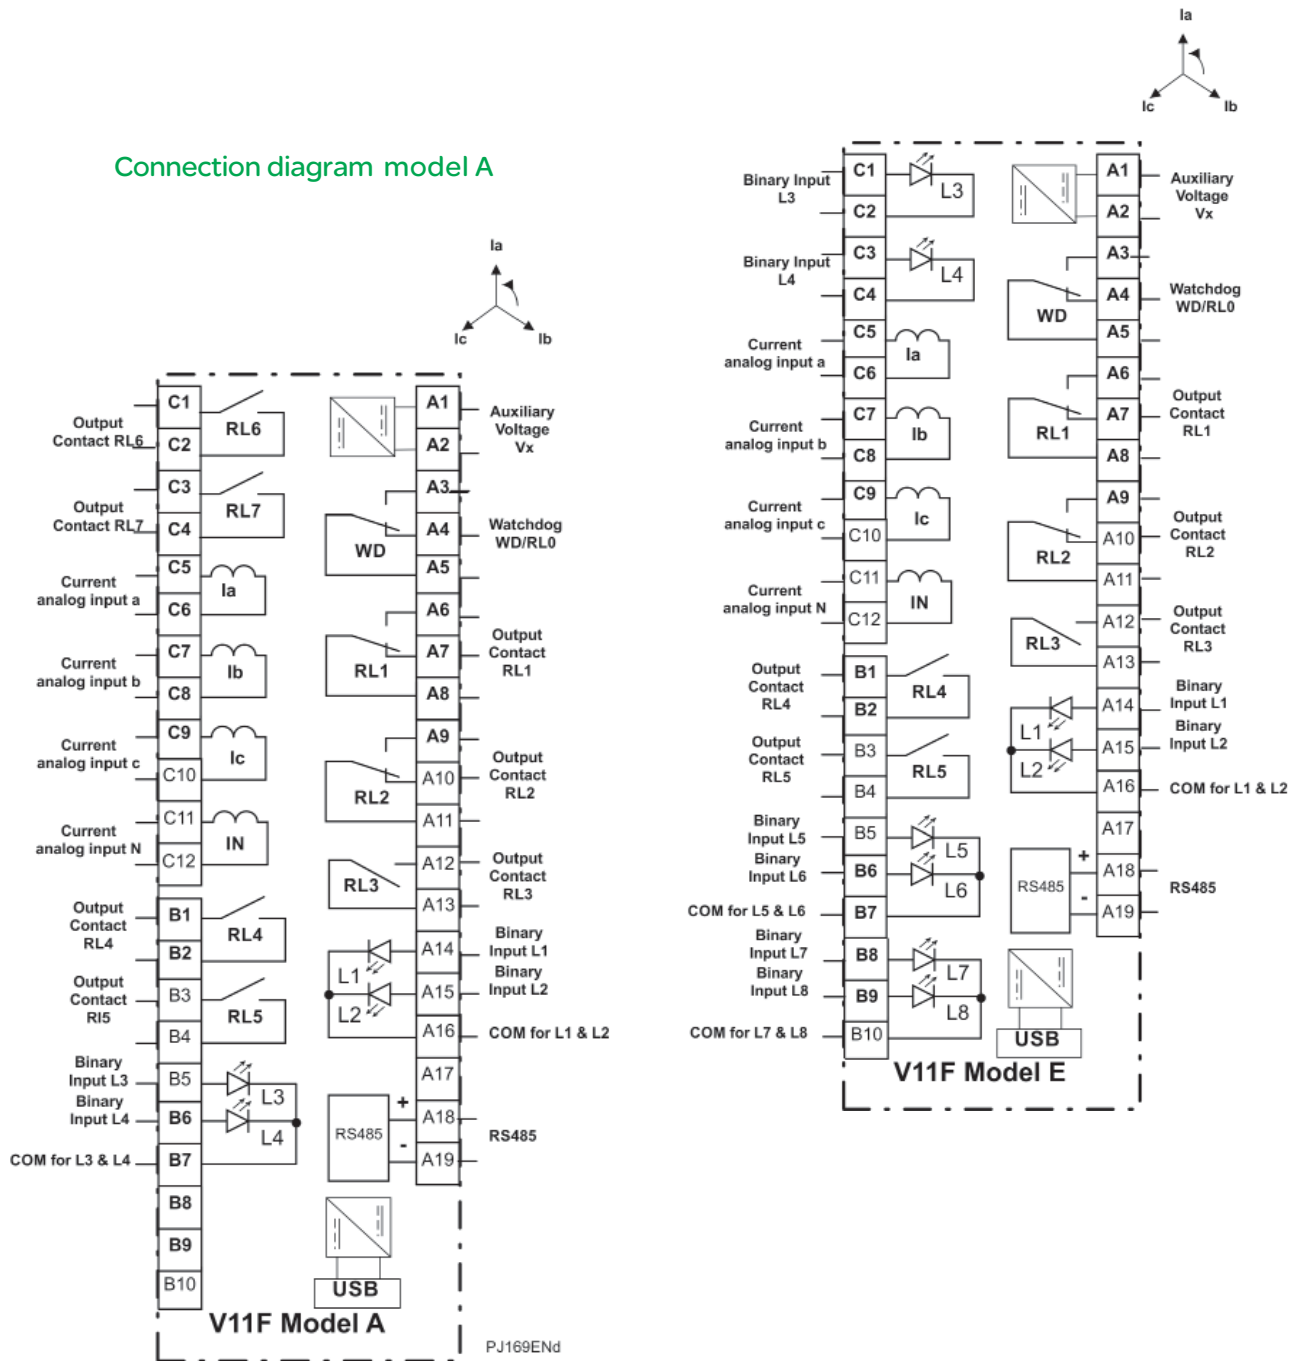 Connection diagram model A
Ia
Ic
Ib
Output
Contact RL6
Output
Contact RL7
Current
analog input a
Current
analog input b
Current
analog input c
Current
analog input N
Output
Contact
RL4
Output
Contact
RI5
Binary
Input L3
Binary
Input L4
COM for L3 & L4
C1
C2
C3
C4
C5
C6
C7
C8
C9
C10
C11
C12
B1
B2
B3
B4
B5
B6
B7
B8
B9
B10
RL6
RL7
Ia
Ib
Ic
IN
RL4
RL5
L3
L4
WD
RL1
RL2
RL3
L1
L2
RS485
+
-
USB
A1
A2
A3
A4
A5
A6
A7
A8
A9
A10
A11
A12
A13
A14
A15
A16
A17
A18
A19
Auxiliary
Voltage
Vx
Watchdog
WD/RL0
Output
Contact
RL1
Output
Contact
RL2
Output
Contact
RL3
Binary
Input L1
Binary
Input L2
COM for L1 & L2
RS485
V11F Model A
PJ169ENd
Ia
Ic
Ib
Binary Input
L3
Binary Input
L4
Current
analog input a
Current
analog input b
Current
analog input c
Current
analog input N
Output
Contact
RL4
Output
Contact
RL5
Binary
Input L5
Binary
Input L6
COM for L5 & L6
Binary
Input L7
Binary
Input L8
COM for L7 & L8
C1
C2
C3
C4
C5
C6
C7
C8
C9
C10
C11
C12
B1
B2
B3
B4
B5
B6
B7
B8
B9
B10
L3
L4
Ia
Ib
Ic
IN
RL4
RL5
L5
L6
L7
L8
WD
RL1
RL2
RL3
L1
L2
RS485
+
-
USB
A1
A2
A3
A4
A5
A6
A7
A8
A9
A10
A11
A12
A13
A14
A15
A16
A17
A18
A19
Auxiliary
Voltage
Vx
Watchdog
WD/RL0
Output
Contact
RL1
Output
Contact
RL2
Output
Contact
RL3
Binary
Input L1
Binary
Input L2
COM for L1 & L2
RS485
V11F Model E